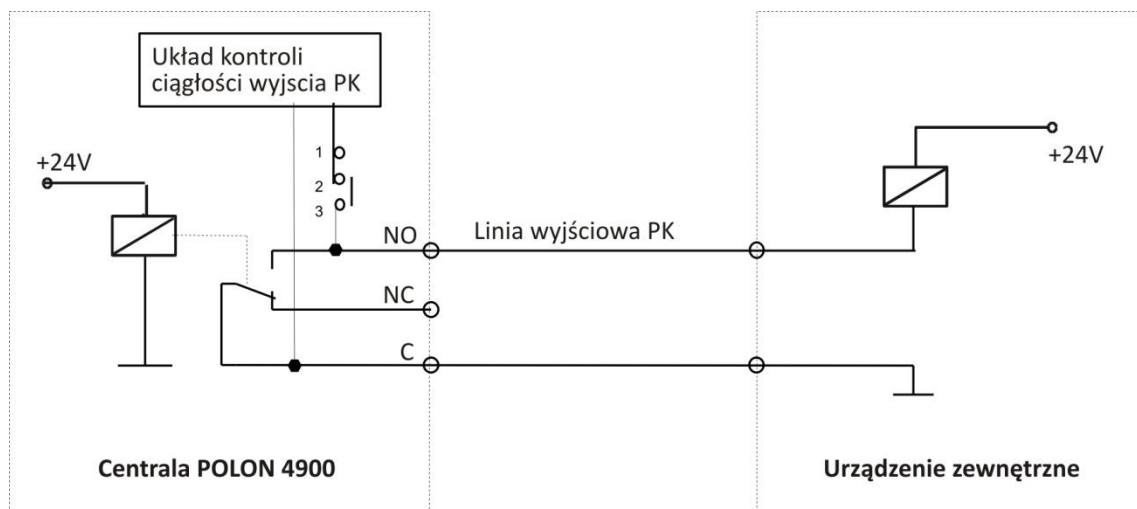 Układ kontroli
ciągłości wyjscia PK
+24V
1
2
3
NO
Linia wyjściowa PK
+24V
NC
C
Centrala POLON 4900
Urządzenie zewnętrzne